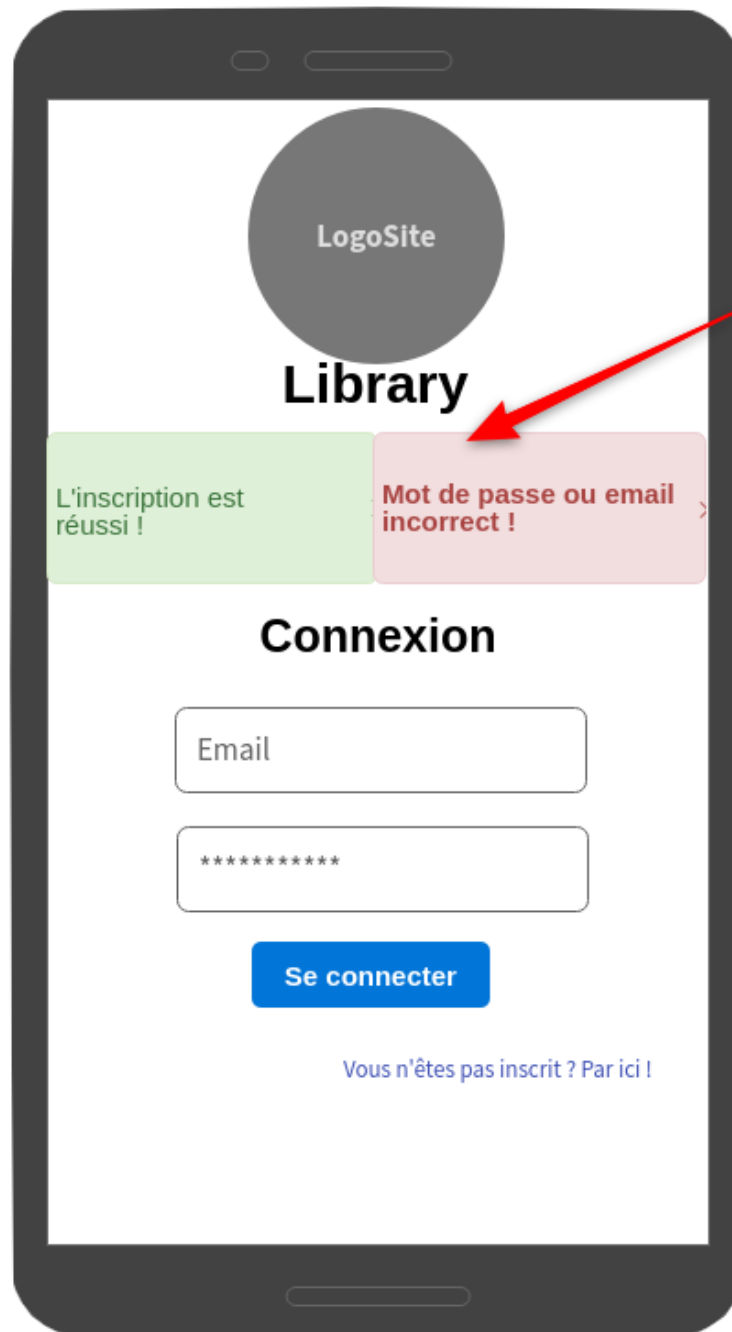 LogoSite
Library
L'inscription est
réussi !
Mot de passe ou email
incorrect !
Connexion
Email
***********
Se connecter
Vous n'êtes pas inscrit ? Par ici !